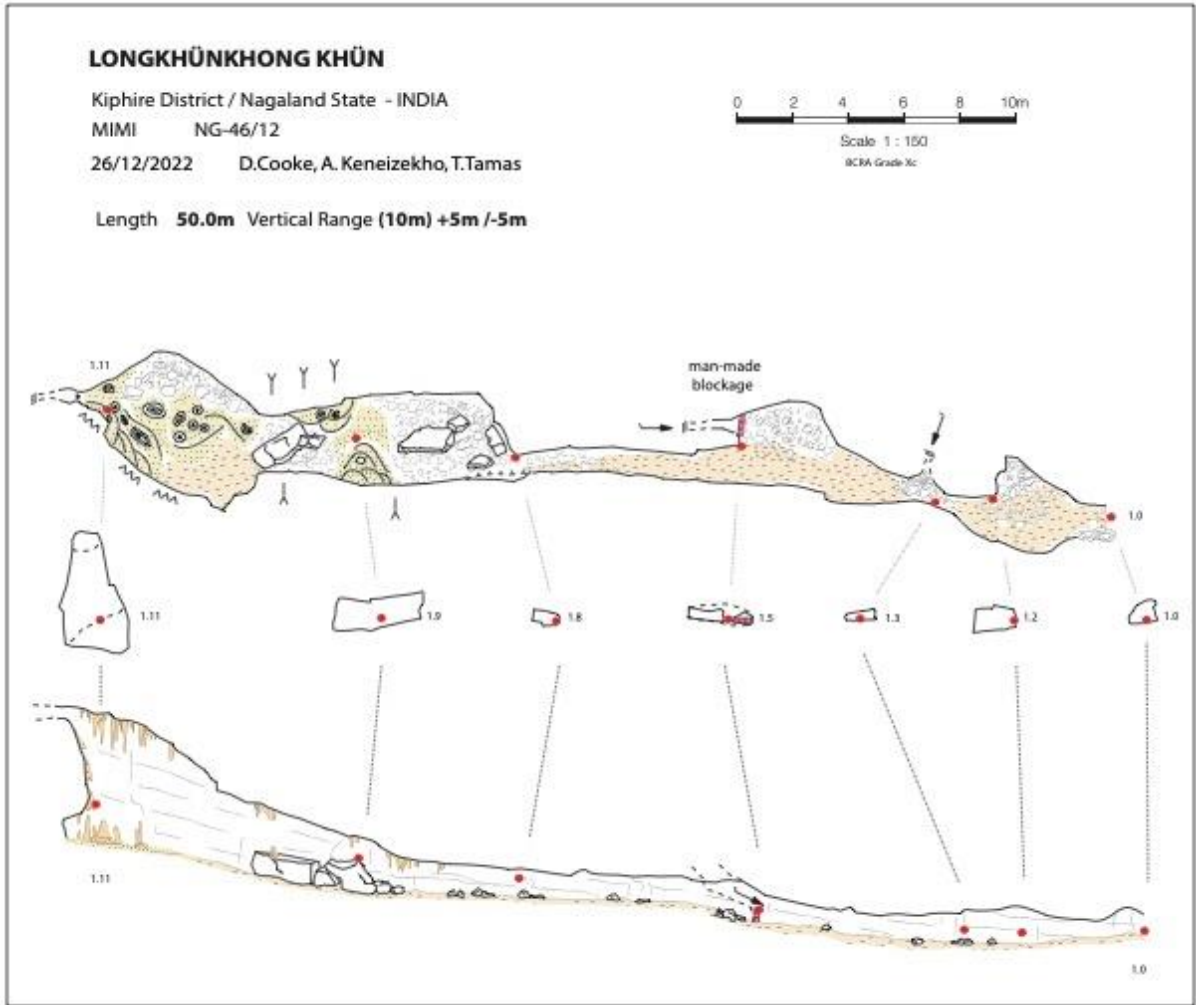 LONGKHÜNKHONG KHÜN
Kiphire District / Nagaland State - INDIA
MIMI NG-46/12
26/12/2022 D.Cooke, A. Keneizekho, T.Tamas
Length 50.0m Vertical Range (10m) +5m /-5m
0 2 4 6 8 10m
Scale 1 : 150
BCRA Grade Xc
1.11
man-made
blockage
1.0
1.11
1.9
1.8
1.5
1.3
1.2
1.0
1.11
1.0